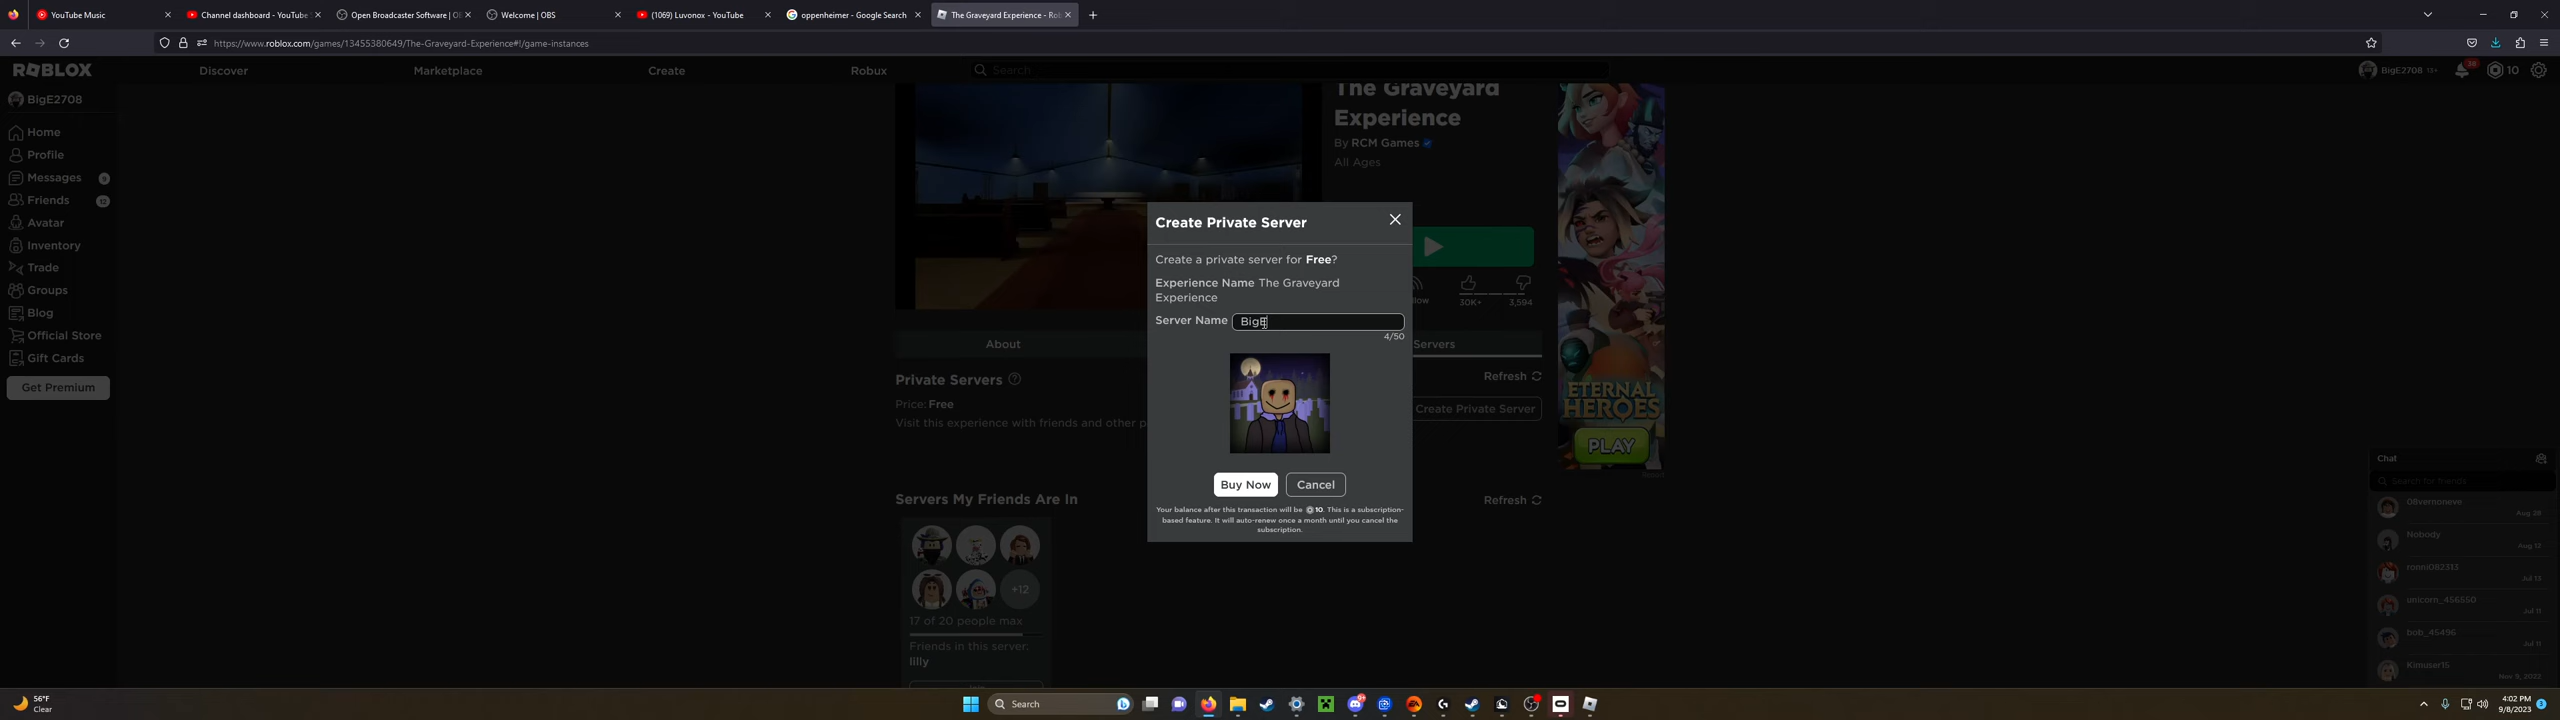 YouTube Music
Channel dashboard - YouTube S
Open Broadcaster Software | OB
Welcome | OBS
(1069) Luvonox - YouTube
oppenheimer - Google Search
The Graveyard Experience - Rob
https://www.roblox.com/games/13455380649/The-Graveyard-Experience#!/game-instances
ROBLOX
Discover
Marketplace
Create
Robux
Search
BigE2708 13+
38
10
BigE2708
Home
Profile
Messages
9
Friends
12
Avatar
Inventory
Trade
Groups
Blog
Official Store
Gift Cards
Get Premium
The Graveyard
Experience
By RCM Games
All Ages
llow
30K+
3,594
Create Private Server
Create a private server for Free?
Experience Name The Graveyard
Experience
Server Name BigE
4/50
Buy Now
Cancel
Your balance after this transaction will be 10. This is a subscription-
based feature. It will auto-renew once a month until you cancel the
subscription.
About
Servers
Private Servers
Refresh
Price: Free
Create Private Server
Visit this experience with friends and other p
Servers My Friends Are In
Refresh
+12
17 of 20 people max
Friends in this server:
lilly
ETERNAL
HEROES
PLAY
Chat
Search for friends
08vernoneve
Aug 28
Nobody
Aug 12
ronni082313
Jul 13
unicorn_456550
Jul 11
bob_45496
Jul 11
Kimuser15
Nov 9, 2022
56°F
Clear
Search
9+
4:02 PM
9/8/2023
3